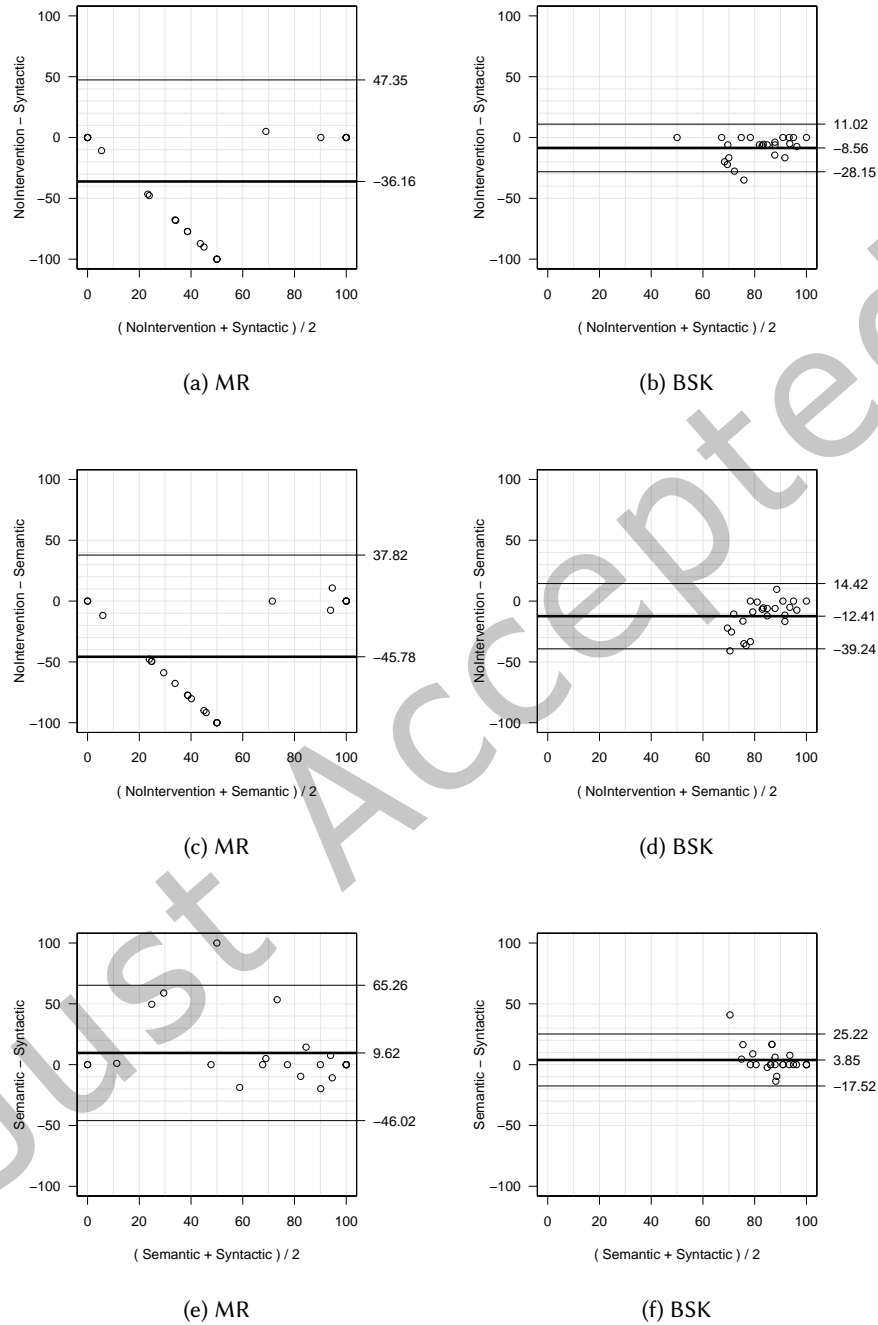 100
50
0
−50
−100
NoIntervention − Syntactic
47.35
−36.16
0 20 40 60 80 100
( NoIntervention + Syntactic ) / 2
(a) MR
100
50
0
−50
−100
NoIntervention − Syntactic
11.02
−8.56
−28.15
0 20 40 60 80 100
( NoIntervention + Syntactic ) / 2
(b) BSK
100
50
0
−50
−100
NoIntervention − Semantic
37.82
−45.78
0 20 40 60 80 100
( NoIntervention + Semantic ) / 2
(c) MR
100
50
0
−50
−100
NoIntervention − Semantic
14.42
−12.41
−39.24
0 20 40 60 80 100
( NoIntervention + Semantic ) / 2
(d) BSK
100
50
0
−50
−100
Semantic − Syntactic
65.26
9.62
−46.02
0 20 40 60 80 100
( Semantic + Syntactic ) / 2
(e) MR
100
50
0
−50
−100
Semantic − Syntactic
25.22
3.85
−17.52
0 20 40 60 80 100
( Semantic + Syntactic ) / 2
(f) BSK
Just Accepted